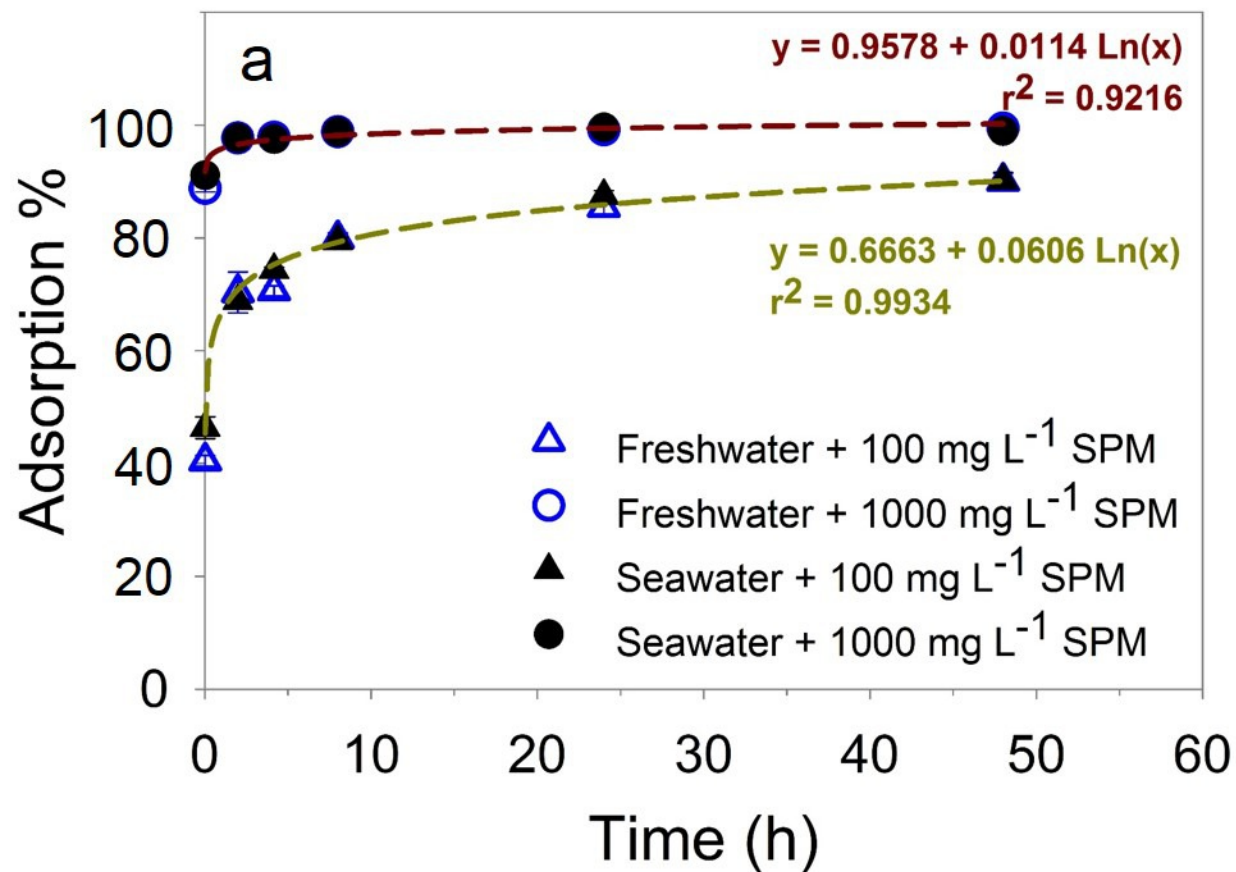 a
y = 0.9578 + 0.0114 Ln(x)
r² = 0.9216
100
80
60
40
20
0
Adsorption %
y = 0.6663 + 0.0606 Ln(x)
r² = 0.9934
Freshwater + 100 mg L⁻¹ SPM
Freshwater + 1000 mg L⁻¹ SPM
Seawater + 100 mg L⁻¹ SPM
Seawater + 1000 mg L⁻¹ SPM
0 10 20 30 40 50 60
Time (h)